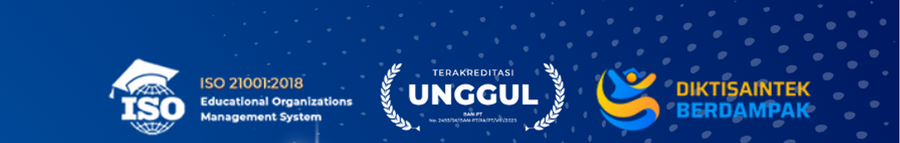 ISO
ISO 21001:2018
Educational Organizations
Management System
TERAKREDITASI
UNGGUL
BAN-PT
DIKTISAINTEK
BERDAMPAK